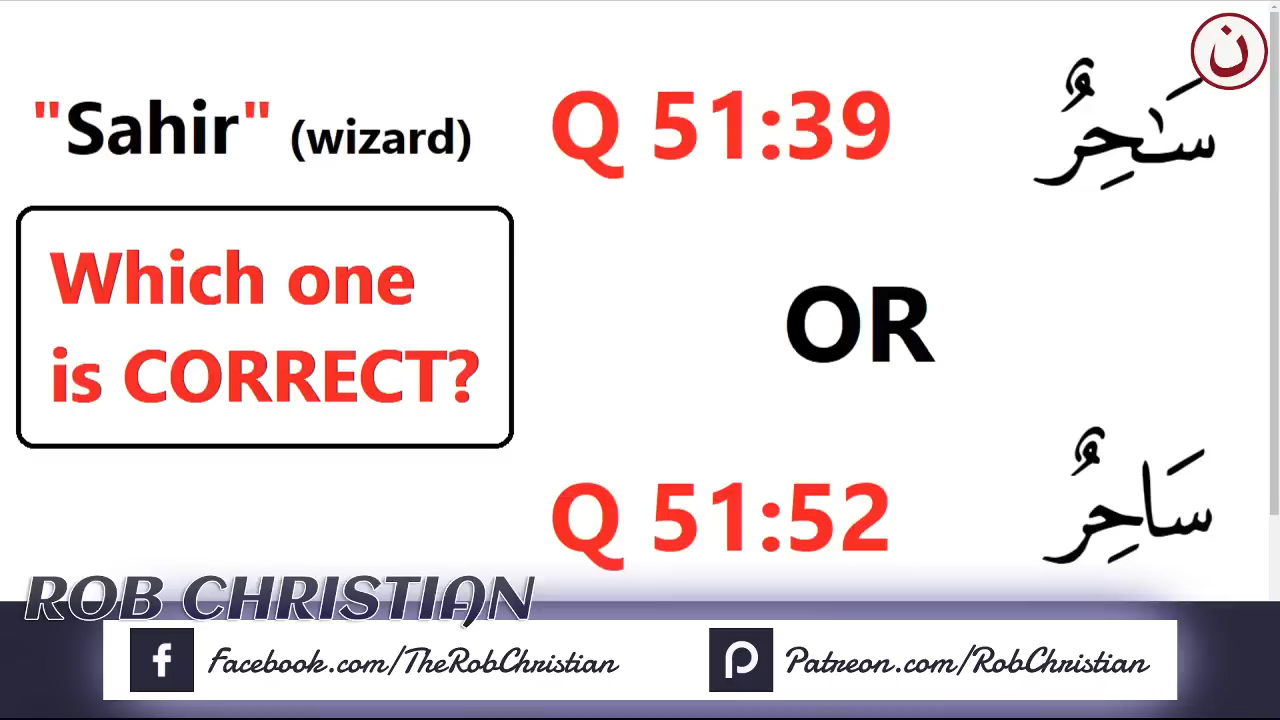 ن
"Sahir" (wizard) Q 51:39 سَـٰحِرٌ
Which one
is CORRECT?
OR
Q 51:52 سَاحِرٌ
ROB CHRISTIAN
f Facebook.com/TheRobChristian
Patreon.com/RobChristian